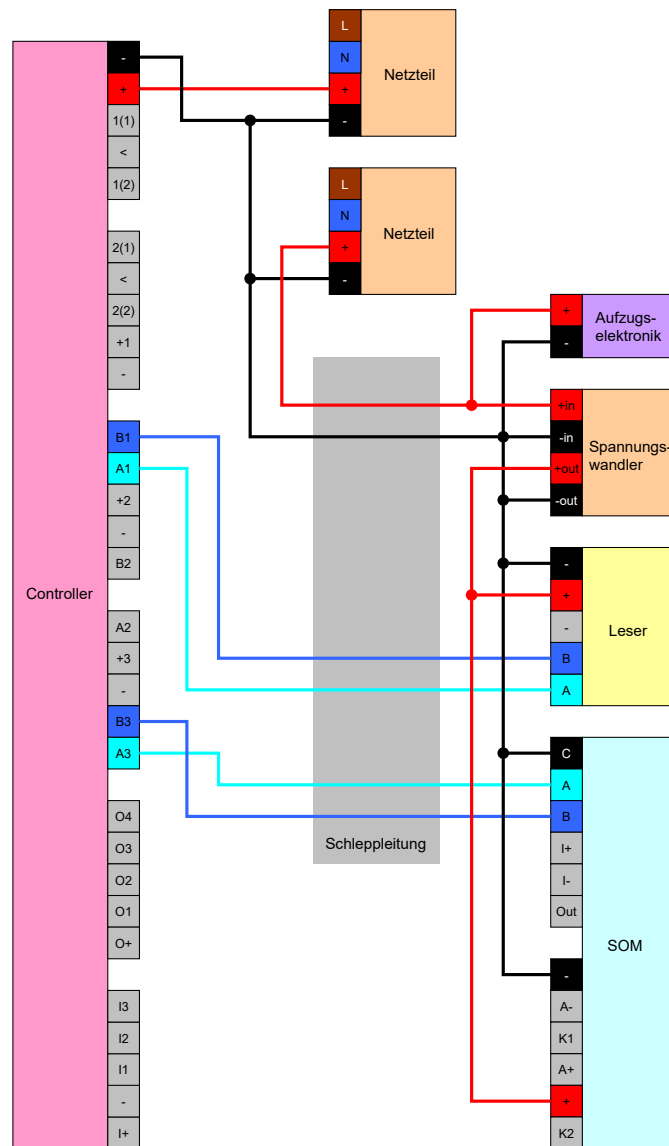 Controller
-
+
1(1)
<
1(2)
2(1)
<
2(2)
+1
-
B1
A1
+2
-
B2
A2
+3
-
B3
A3
O4
O3
O2
O1
O+
I3
I2
I1
-
I+
L
N
+
-
Netzteil
L
N
+
-
Netzteil
Schleppleitung
+
-
Aufzugs-
elektronik
+in
-in
+out
-out
Spannungs-
wandler
-
+
-
B
A
Leser
C
A
B
I+
I-
Out
-
A-
K1
A+
+
K2
SOM